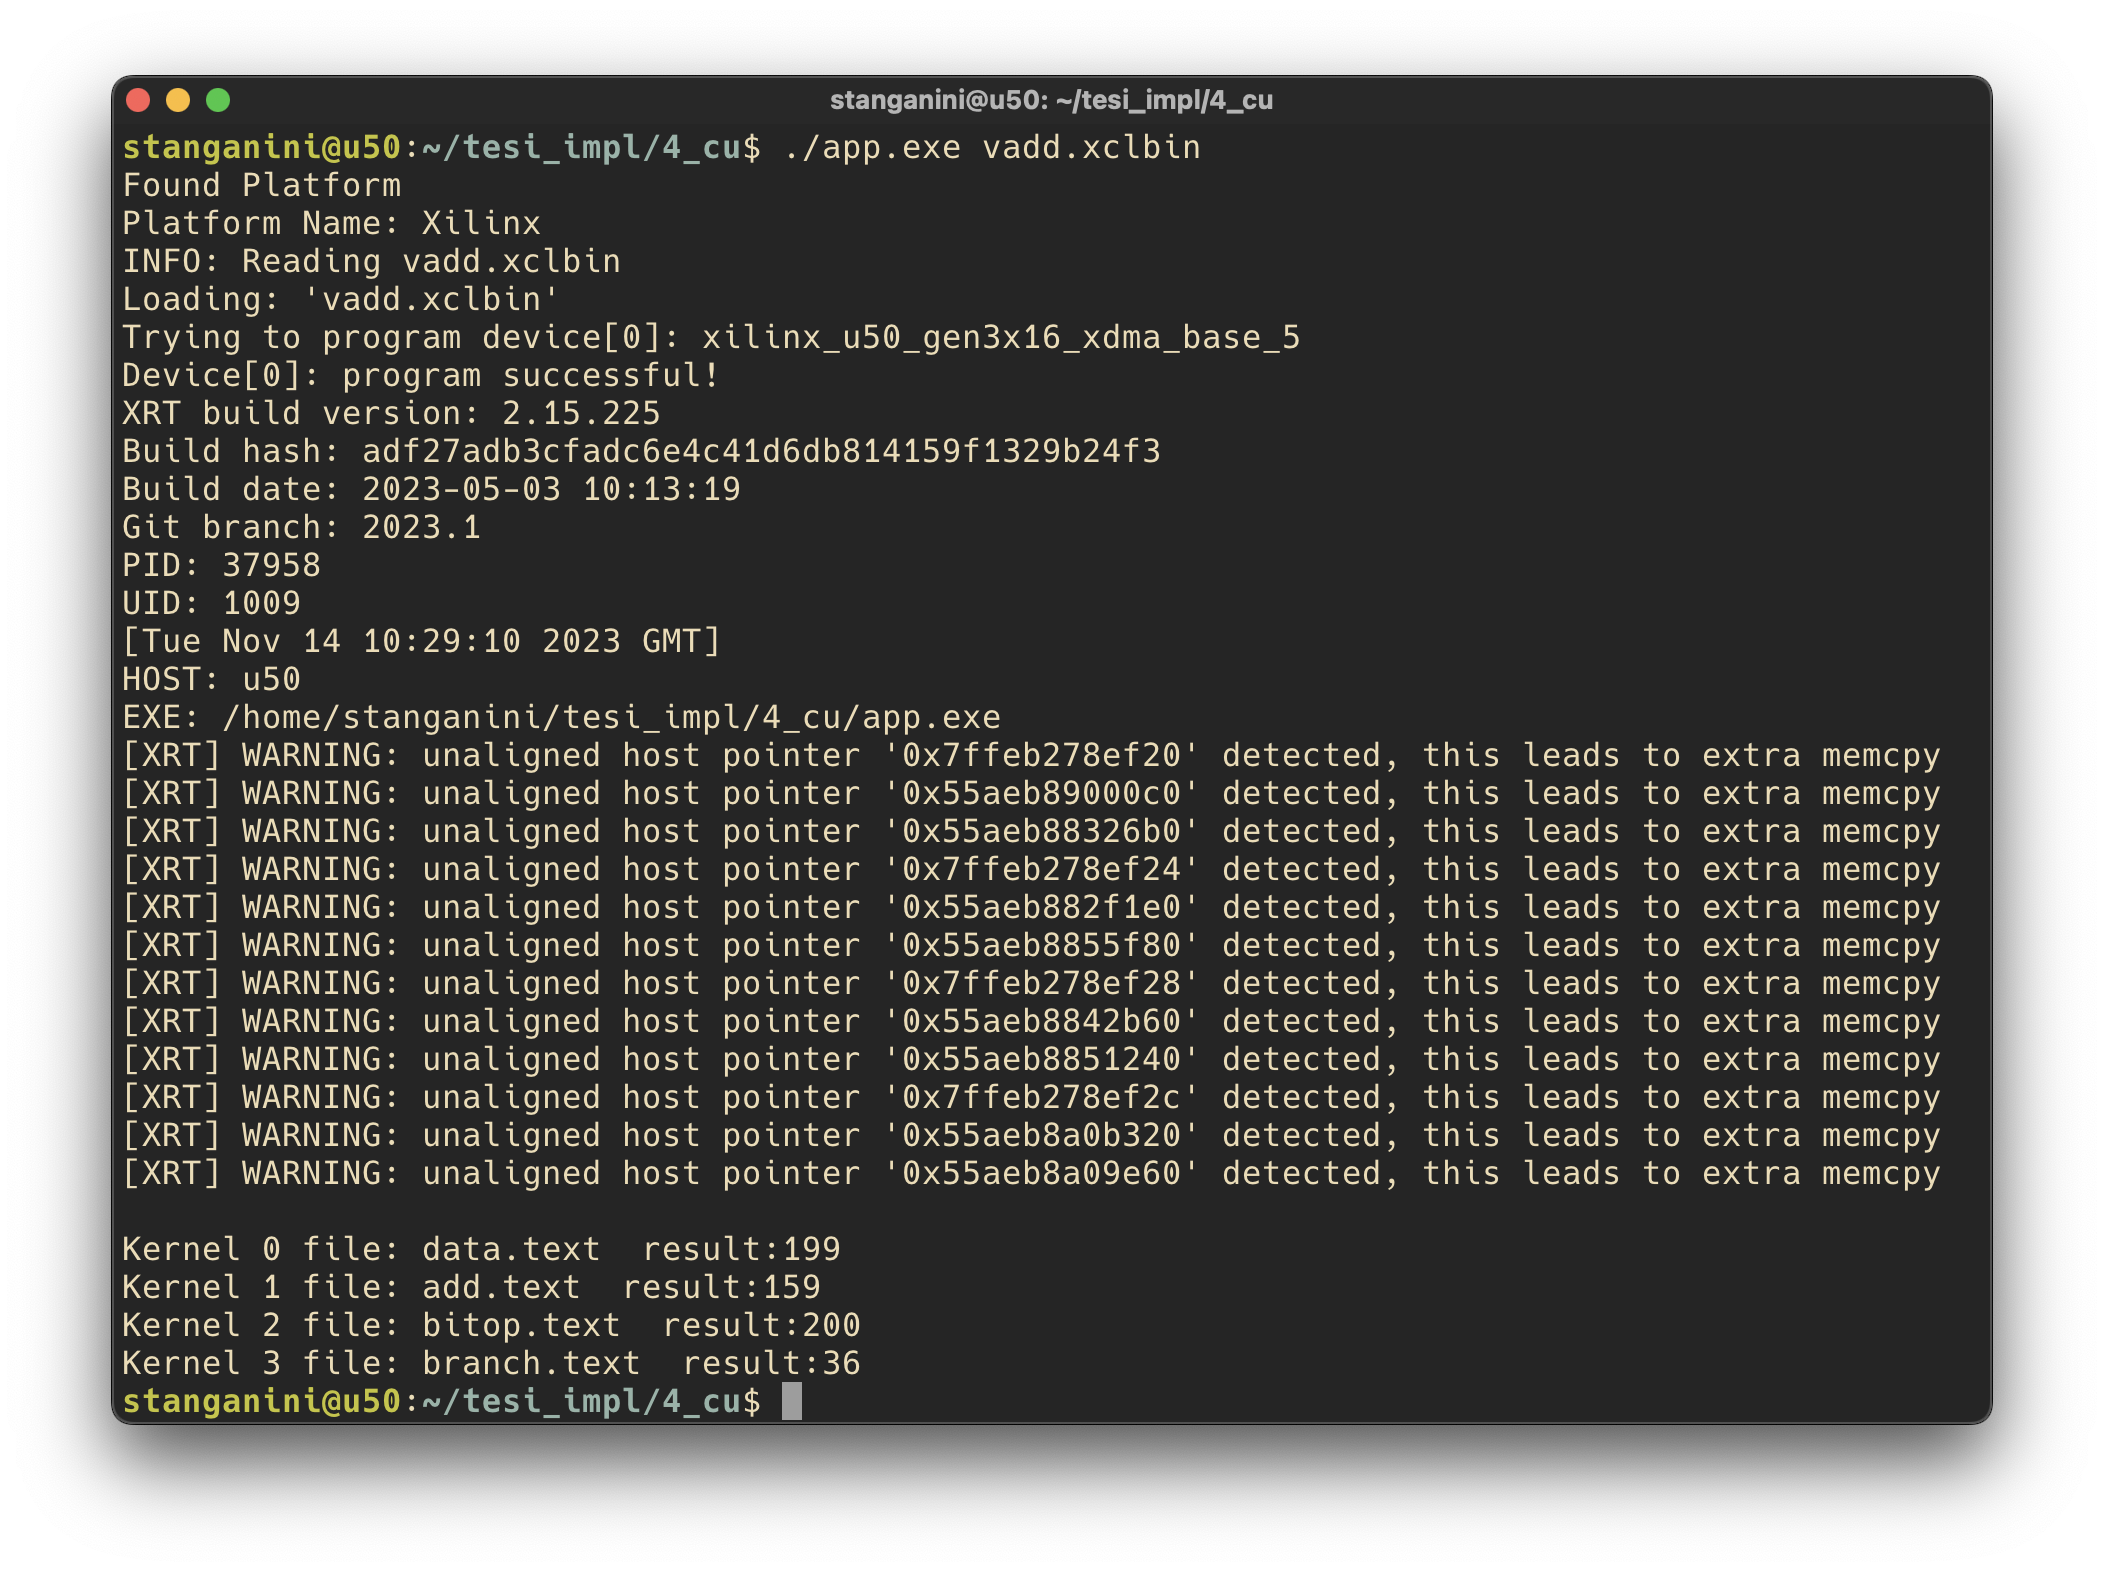 stanganini@u50: ~/tesi_impl/4_cu
stanganini@u50:~/tesi_impl/4_cu$ ./app.exe vadd.xclbin
Found Platform
Platform Name: Xilinx
INFO: Reading vadd.xclbin
Loading: 'vadd.xclbin'
Trying to program device[0]: xilinx_u50_gen3x16_xdma_base_5
Device[0]: program successful!
XRT build version: 2.15.225
Build hash: adf27adb3cfadc6e4c41d6db814159f1329b24f3
Build date: 2023-05-03 10:13:19
Git branch: 2023.1
PID: 37958
UID: 1009
[Tue Nov 14 10:29:10 2023 GMT]
HOST: u50
EXE: /home/stanganini/tesi_impl/4_cu/app.exe
[XRT] WARNING: unaligned host pointer '0x7ffeb278ef20' detected, this leads to extra memcpy
[XRT] WARNING: unaligned host pointer '0x55aeb89000c0' detected, this leads to extra memcpy
[XRT] WARNING: unaligned host pointer '0x55aeb88326b0' detected, this leads to extra memcpy
[XRT] WARNING: unaligned host pointer '0x7ffeb278ef24' detected, this leads to extra memcpy
[XRT] WARNING: unaligned host pointer '0x55aeb882f1e0' detected, this leads to extra memcpy
[XRT] WARNING: unaligned host pointer '0x55aeb8855f80' detected, this leads to extra memcpy
[XRT] WARNING: unaligned host pointer '0x7ffeb278ef28' detected, this leads to extra memcpy
[XRT] WARNING: unaligned host pointer '0x55aeb8842b60' detected, this leads to extra memcpy
[XRT] WARNING: unaligned host pointer '0x55aeb8851240' detected, this leads to extra memcpy
[XRT] WARNING: unaligned host pointer '0x7ffeb278ef2c' detected, this leads to extra memcpy
[XRT] WARNING: unaligned host pointer '0x55aeb8a0b320' detected, this leads to extra memcpy
[XRT] WARNING: unaligned host pointer '0x55aeb8a09e60' detected, this leads to extra memcpy
Kernel 0 file: data.text  result:199
Kernel 1 file: add.text  result:159
Kernel 2 file: bitop.text  result:200
Kernel 3 file: branch.text  result:36
stanganini@u50:~/tesi_impl/4_cu$